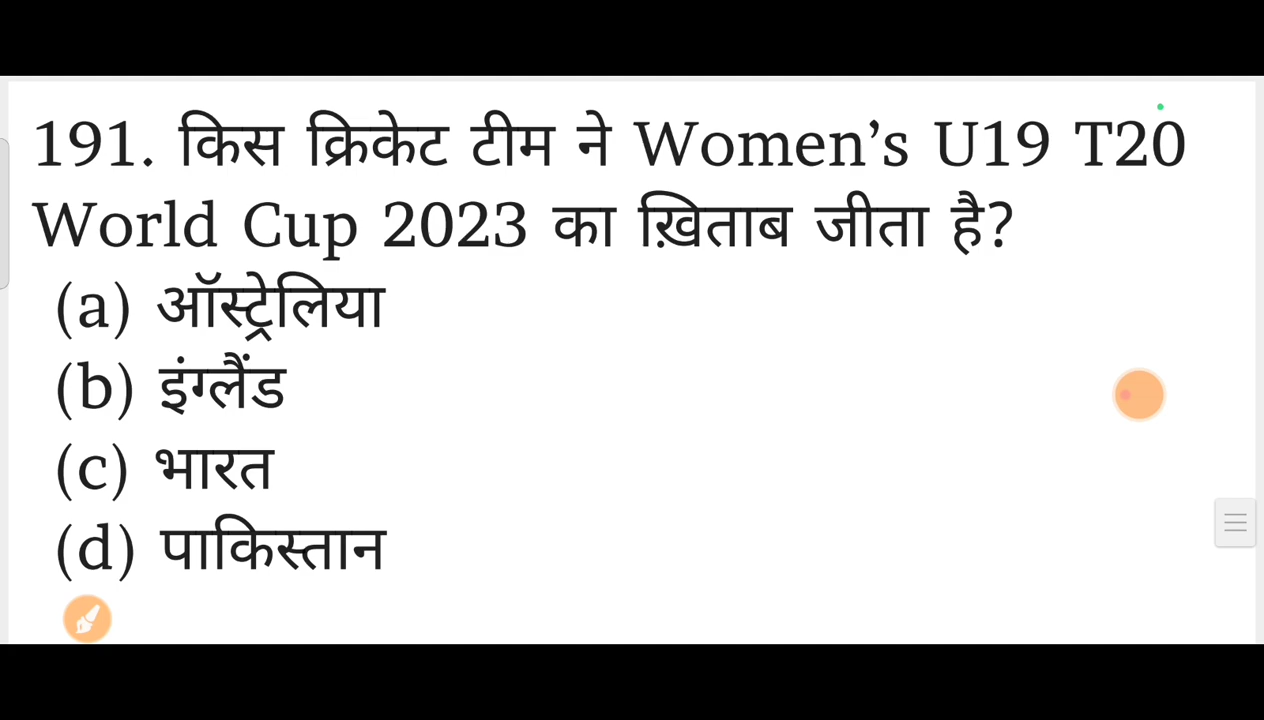 191. किस क्रिकेट टीम ने Women’s U19 T20
World Cup 2023 का ख़िताब जीता है?
(a) ऑस्ट्रेलिया
(b) इंग्लैंड
(c) भारत
(d) पाकिस्तान